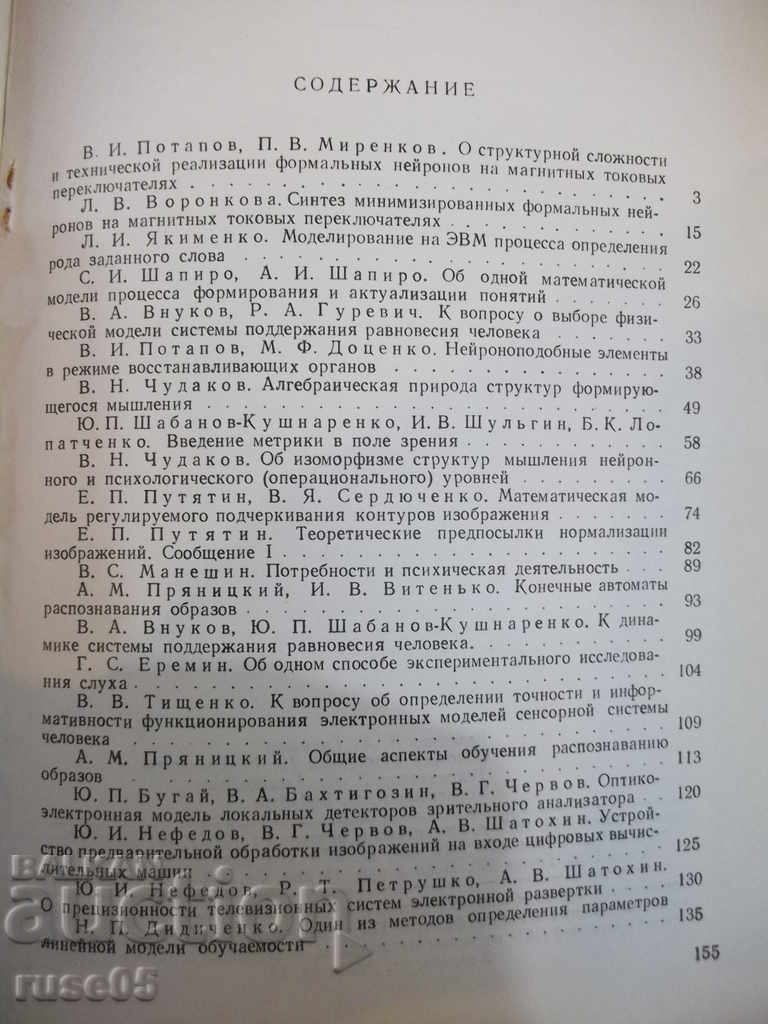 СОДЕРЖАНИЕ
В. И. Потапов, П. В. Миренков. О структурной сложности
и технической реализации формальных нейронов на магнитных токовых
переключателях . . . . . . . . . . . . . . . . 3
Л. В. Воронкова. Синтез минимизированных формальных ней-
ронов на магнитных токовых переключателях . . . . . . . . 15
Л. И. Якименко. Моделирование на ЭВМ процесса определения
рода заданного слова . . . . . . . . . . . . . . . 22
С. И. Шапиро, А. И. Шапиро. Об одной математической
модели процесса формирования и актуализации понятий . . . . . 26
В. А. Внуков, Р. А. Гуревич. К вопросу о выборе физи-
ческой модели системы поддержания равновесия человека . . . . . 33
В. И. Потапов, М. Ф. Доценко. Нейроноподобные элементы
в режиме восстанавливающих органов . . . . . . . . . . 38
В. Н. Чудаков. Алгебраическая природа структур формирую-
щегося мышления . . . . . . . . . . . . . . . . 49
Ю. П. Шабанов-Кушнаренко, И. В. Шульгин, Б. К. Ло-
патченко. Введение метрики в поле зрения . . . . . . . . 58
В. Н. Чудаков. Об изоморфизме структур мышления нейрон-
ного и психологического (операционального) уровней . . . . . . 66
Е. П. Путятин, В. Я. Сердюченко. Математическая мо-
дель регулируемого подчеркивания контуров изображения . . . . . 74
Е. П. Путятин. Теоретические предпосылки нормализации
изображений. Сообщение I . . . . . . . . . . . . . 82
В. С. Манешин. Потребности и психическая деятельность . . . 89
А. М. Пряницкий, И. В. Витенько. Конечные автоматы
распознавания образов . . . . . . . . . . . . . . 93
В. А. Внуков, Ю. П. Шабанов-Кушнаренко. К дина-
мике системы поддержания равновесия человека. . . . . . . . 99
Г. С. Еремин. Об одном способе экспериментального исследова-
ния слуха . . . . . . . . . . . . . . . . . . 104
В. В. Тищенко. К вопросу об определении точности и инфор-
мативности функционирования электронных моделей сенсорной системы
человека . . . . . . . . . . . . . . . . . . 109
А. М. Пряницкий. Общие аспекты обучения распознаванию
образов . . . . . . . . . . . . . . . . . . 113
Ю. П. Бугай, В. А. Бахтигозин, В. Г. Червов. Оптико-
электронная модель локальных детекторов зрительного анализатора . . 120
Ю. И. Нефедов, В. Г. Червов, А. В. Шатохин. Устрой-
ство предварительной обработки изображений на входе цифровых вычис-
лительных машин . . . . . . . . . . . . . . . . 125
Ю. И. Нефедов, Р. Т. Петрушко, А. В. Шатохин.
О прецизионности телевизионных систем электронной развертки . . . 130
Н. П. Дидиченко. Один из методов определения параметров
линейной модели обучаемости . . . . . . . . . . . . 135
155
БАЛКАН
auction
ruse05